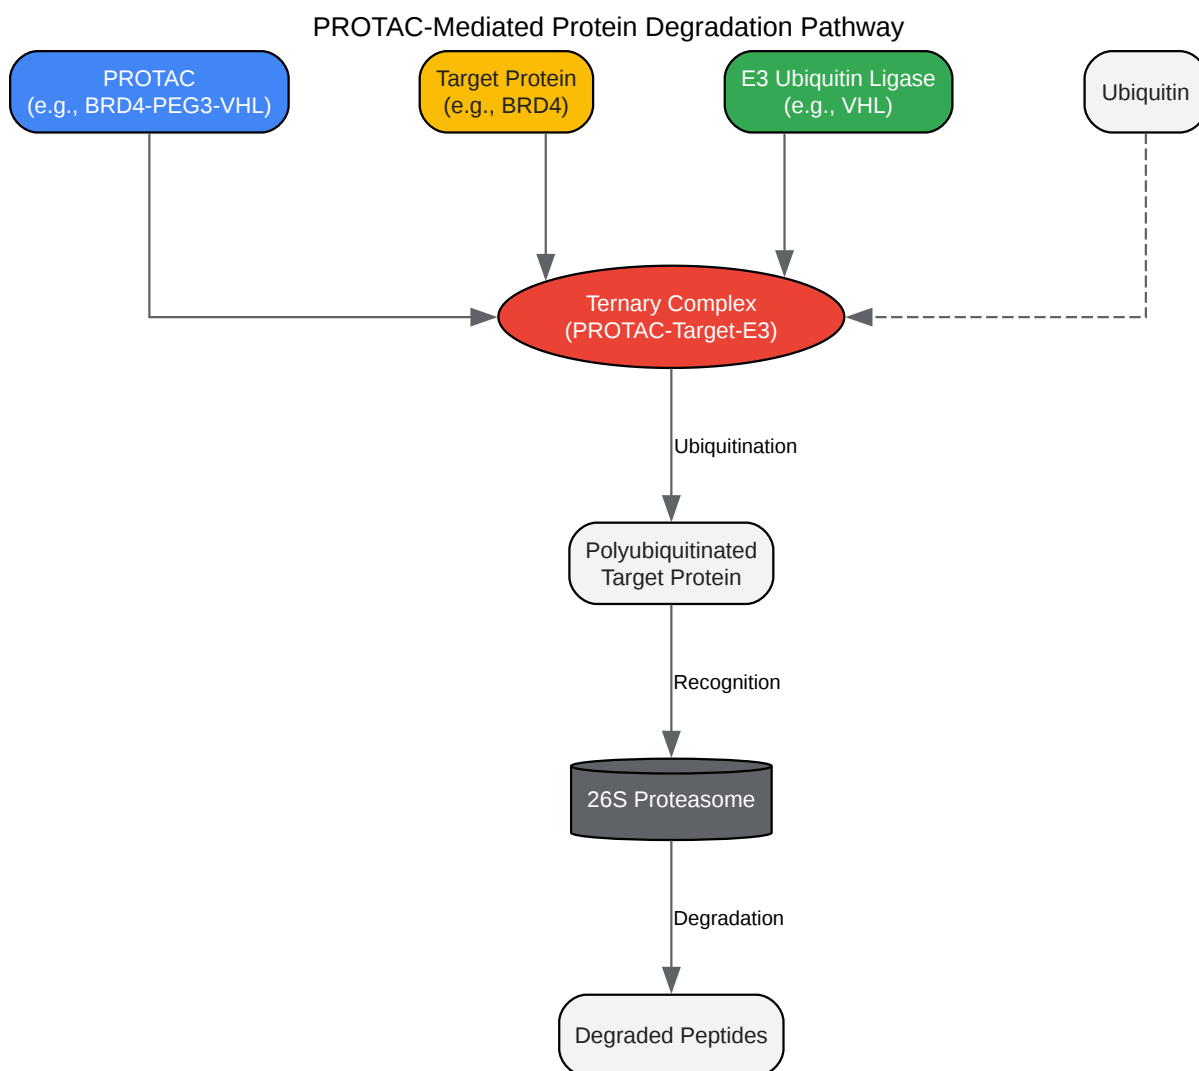 PROTAC-Mediated Protein Degradation Pathway
PROTAC
(e.g., BRD4-PEG3-VHL)
Target Protein
(e.g., BRD4)
E3 Ubiquitin Ligase
(e.g., VHL)
Ubiquitin
Ternary Complex
(PROTAC-Target-E3)
Ubiquitination
Polyubiquitinated
Target Protein
Recognition
26S Proteasome
Degradation
Degraded Peptides